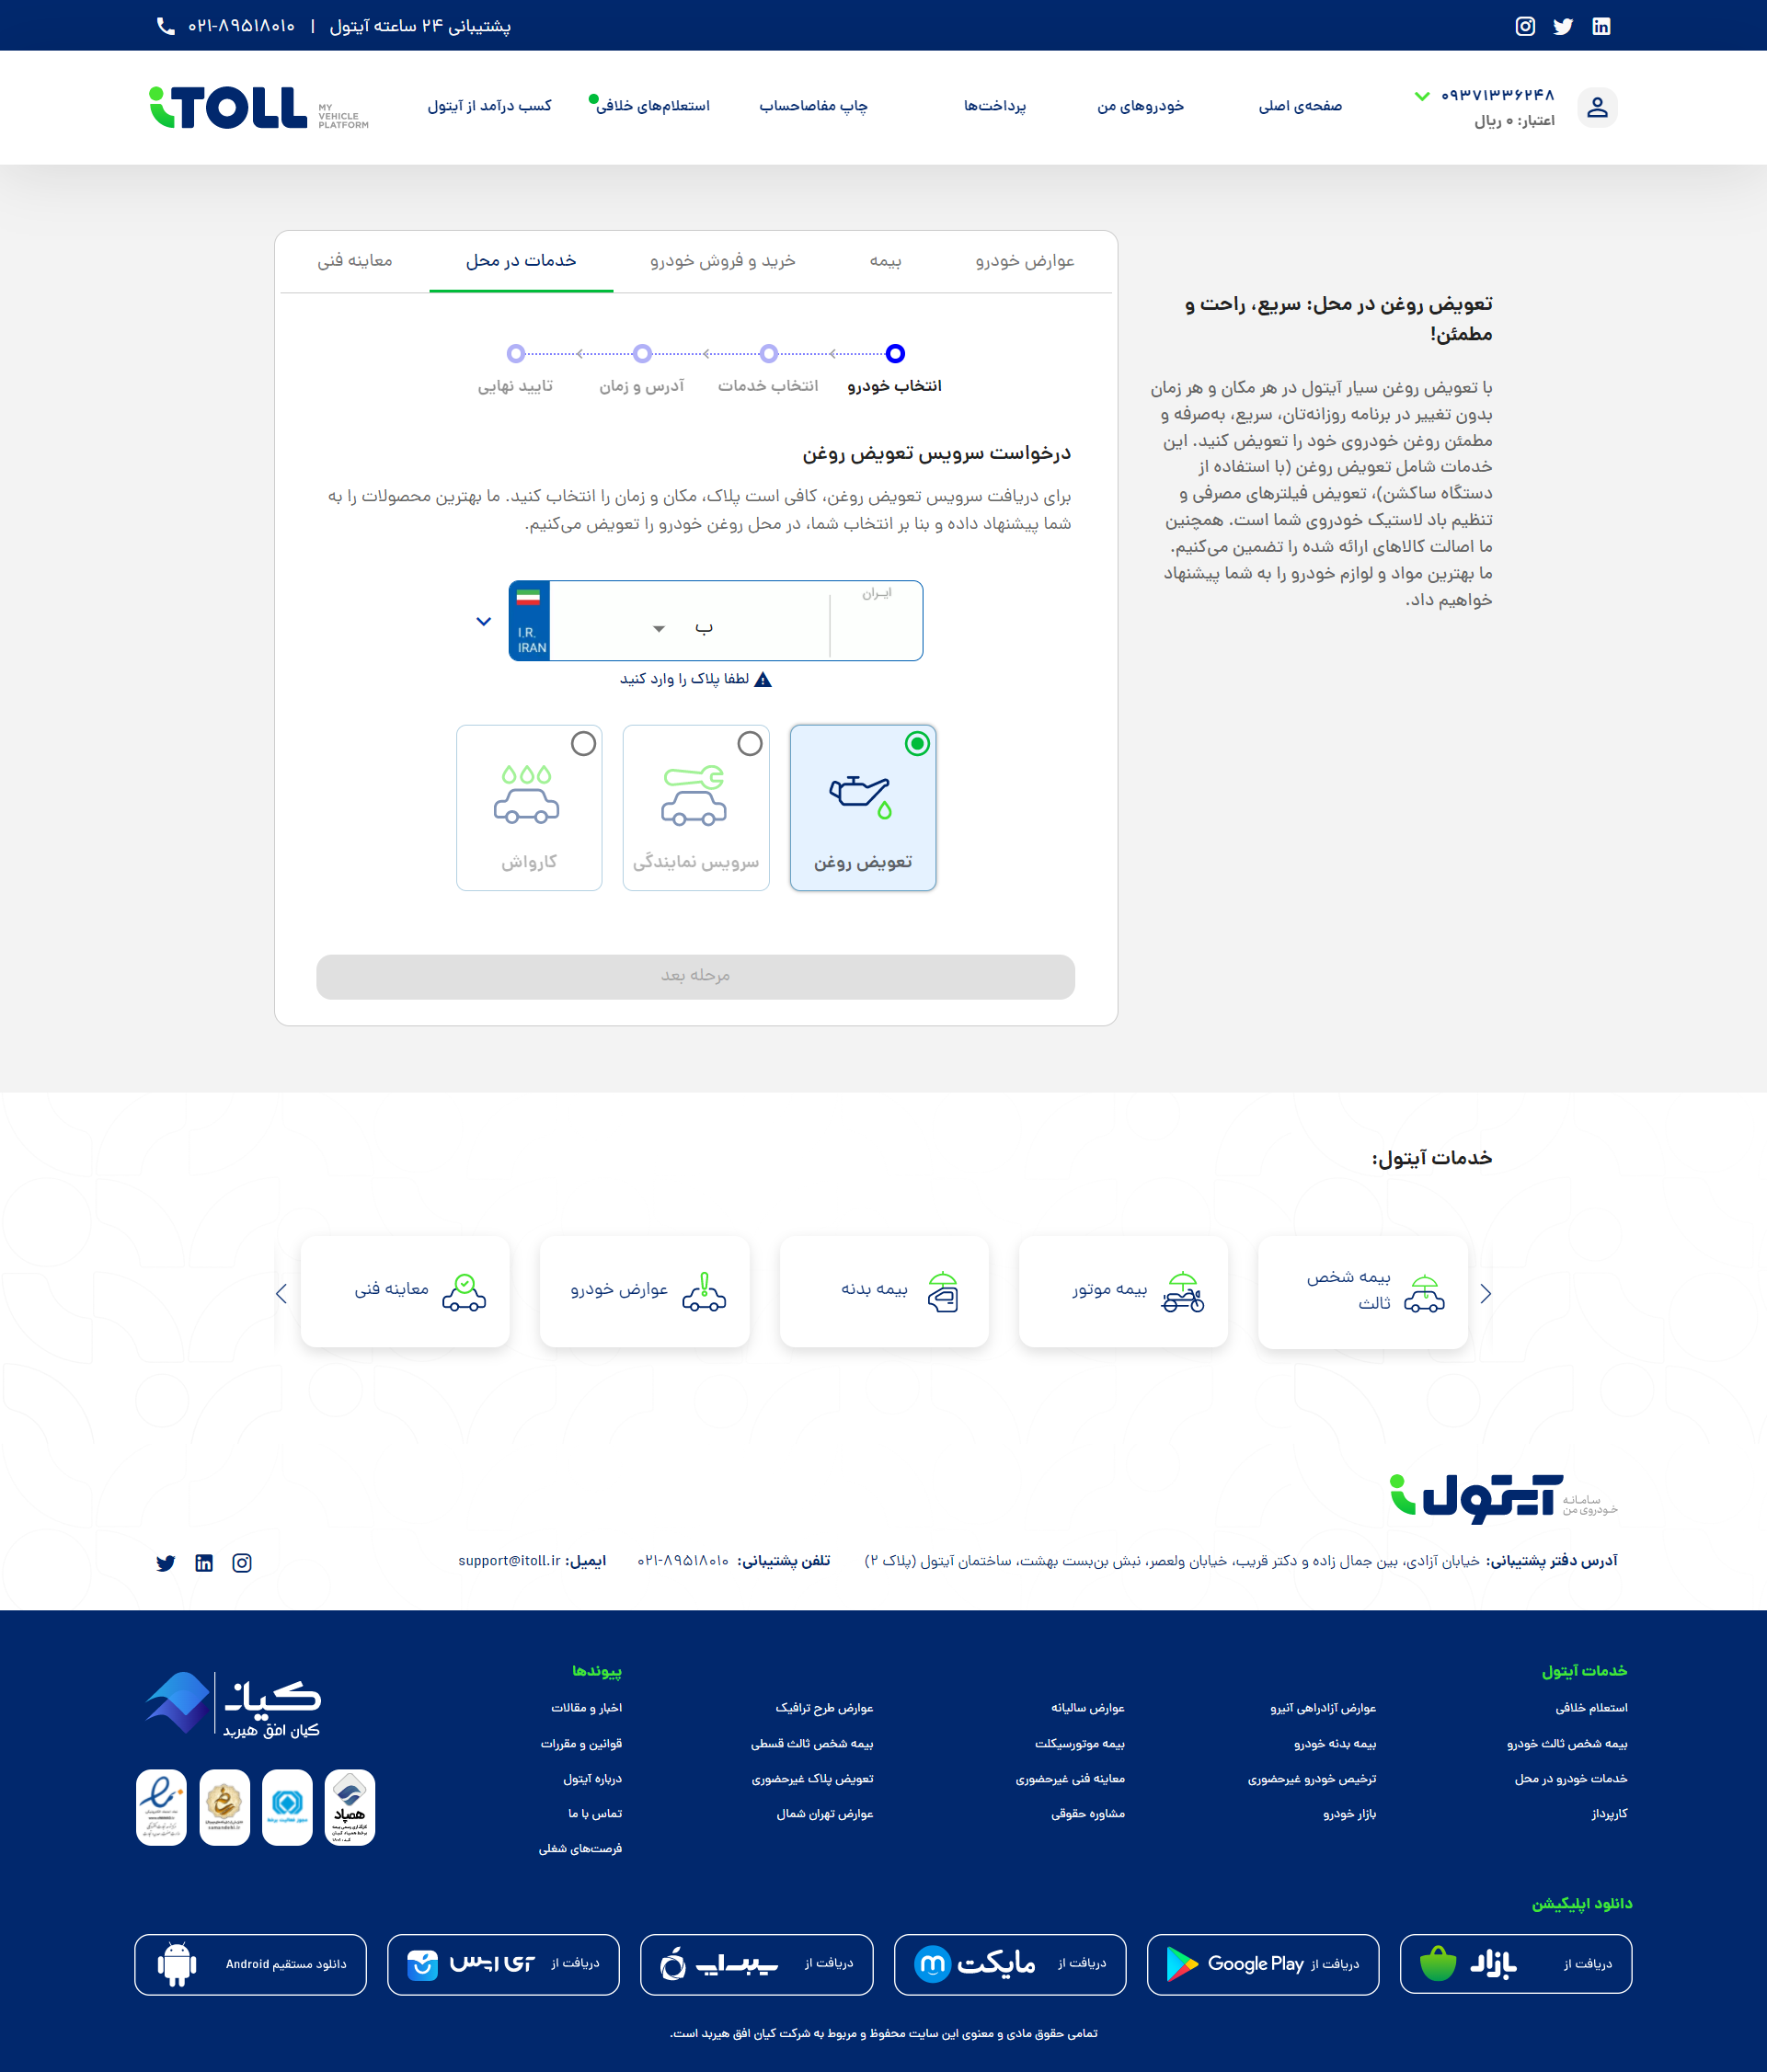 پشتیبانی ۲۴ ساعته آیتول | ۰۲۱-۸۹۵۱۸۰۱۰
۰۹۳۷۱۳۳۶۲۴۸
اعتبار: ۰ ریال
صفحه‌ی اصلی
خودروهای من
پرداخت‌ها
چاپ مفاصاحساب
استعلام‌های خلافی
کسب درآمد از آیتول
iTOLL
MY
VEHICLE
PLATFORM
تعویض روغن در محل: سریع، راحت و
مطمئن!
با تعویض روغن سیار آیتول در هر مکان و هر زمان
بدون تغییر در برنامه روزانه‌تان، سریع، به‌صرفه و
مطمئن روغن خودروی خود را تعویض کنید. این
خدمات شامل تعویض روغن (با استفاده از
دستگاه ساکشن)، تعویض فیلترهای مصرفی و
تنظیم باد لاستیک خودروی شما است. همچنین
ما اصالت کالاهای ارائه شده را تضمین می‌کنیم.
ما بهترین مواد و لوازم خودرو را به شما پیشنهاد
خواهیم داد.
عوارض خودرو
بیمه
خرید و فروش خودرو
خدمات در محل
معاینه فنی
انتخاب خودرو
انتخاب خدمات
آدرس و زمان
تایید نهایی
درخواست سرویس تعویض روغن
برای دریافت سرویس تعویض روغن، کافی است پلاک، مکان و زمان را انتخاب کنید. ما بهترین محصولات را به
شما پیشنهاد داده و بنا بر انتخاب شما، در محل روغن خودرو را تعویض می‌کنیم.
ایـران
ب
I.R.
IRAN
لطفا پلاک را وارد کنید
تعویض روغن
سرویس نمایندگی
کارواش
مرحله بعد
خدمات آیتول:
بیمه شخص
ثالث
بیمه موتور
بیمه بدنه
عوارض خودرو
معاینه فنی
آیتول
سامانه
خودروی من
آدرس دفتر پشتیبانی: خیابان آزادی، بین جمال زاده و دکتر قریب، خیابان ولعصر، نبش بن‌بست بهشت، ساختمان آیتول (پلاک ۲)
تلفن پشتیبانی: ۰۲۱-۸۹۵۱۸۰۱۰
ایمیل: support@itoll.ir
خدمات آیتول
استعلام خلافی
بیمه شخص ثالث خودرو
خدمات خودرو در محل
کارپرداز
عوارض آزادراهی آنیرو
بیمه بدنه خودرو
ترخیص خودرو غیرحضوری
بازار خودرو
عوارض سالیانه
بیمه موتورسیکلت
معاینه فنی غیرحضوری
مشاوره حقوقی
عوارض طرح ترافیک
بیمه شخص ثالث قسطی
تعویض پلاک غیرحضوری
عوارض تهران شمال
پیوندها
اخبار و مقالات
قوانین و مقررات
درباره آیتول
تماس با ما
فرصت‌های شغلی
کیان
کیان افق هیربد
همیاد
دانلود اپلیکیشن
دریافت از بازار
دریافت از Google Play
دریافت از مایکت
دریافت از سیب‌اپ
دریافت از آی اپس
دانلود مستقیم Android
تمامی حقوق مادی و معنوی این سایت محفوظ و مربوط به شرکت کیان افق هیربد است.